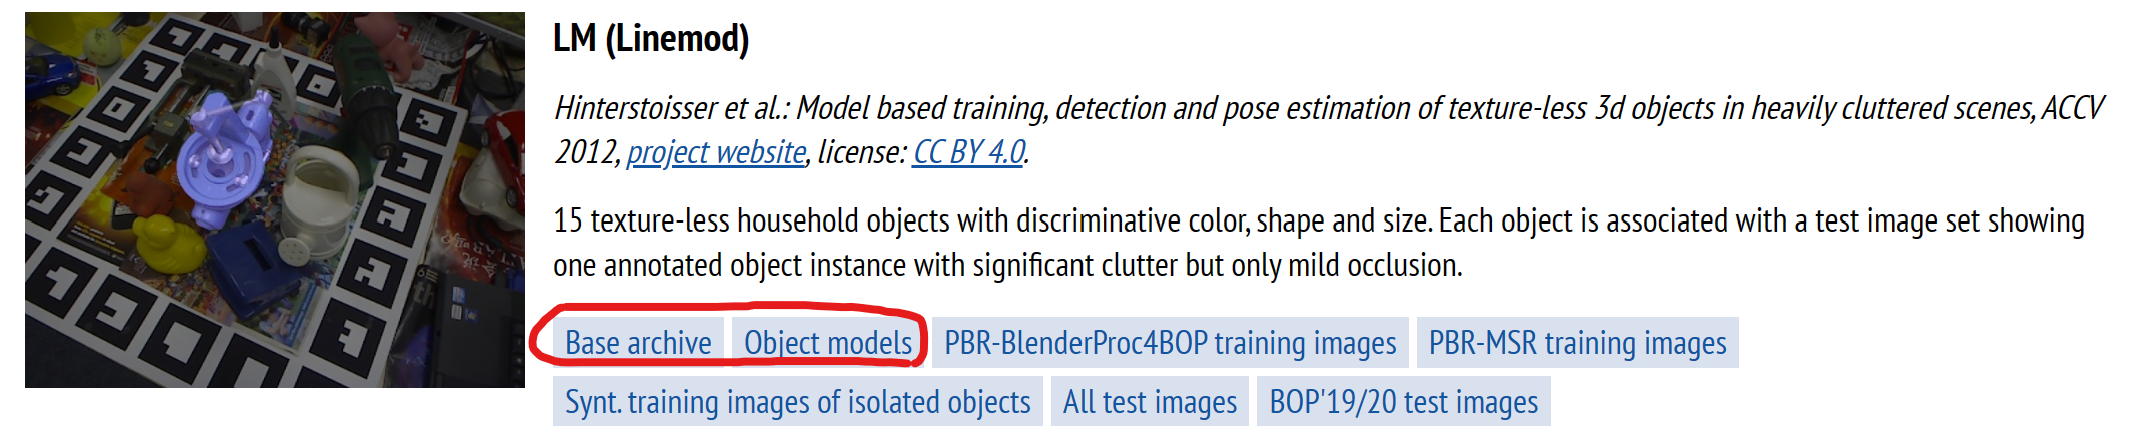 LM (Linemod)
Hinterstoisser et al.: Model based training, detection and pose estimation of texture-less 3d objects in heavily cluttered scenes, ACCV
2012, project website, license: CC BY 4.0.
15 texture-less household objects with discriminative color, shape and size. Each object is associated with a test image set showing
one annotated object instance with significant clutter but only mild occlusion.
Base archive Object models PBR-BlenderProc4BOP training images PBR-MSR training images
Synt. training images of isolated objects All test images BOP'19/20 test images